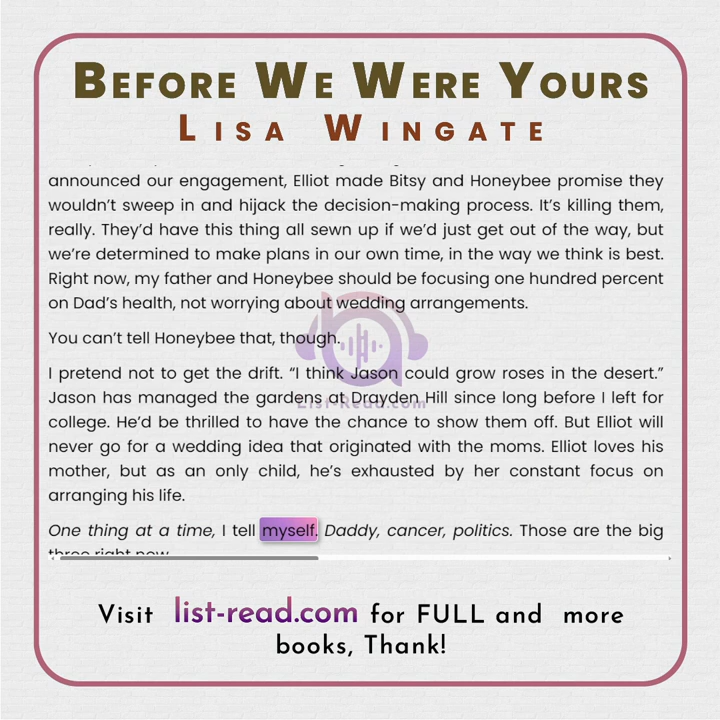 BEFORE WE WERE YOURS
LISA WINGATE
announced our engagement, Elliot made Bitsy and Honeybee promise they
wouldn’t sweep in and hijack the decision-making process. It’s killing them,
really. They’d have this thing all sewn up if we’d just get out of the way, but
we’re determined to make plans in our own time, in the way we think is best.
Right now, my father and Honeybee should be focusing one hundred percent
on Dad’s health, not worrying about wedding arrangements.
You can’t tell Honeybee that, though.
I pretend not to get the drift. “I think Jason could grow roses in the desert.”
Jason has managed the gardens at Drayden Hill since long before I left for
college. He’d be thrilled to have the chance to show them off. But Elliot will
never go for a wedding idea that originated with the moms. Elliot loves his
mother, but as an only child, he’s exhausted by her constant focus on
arranging his life.
One thing at a time, I tell myself. Daddy, cancer, politics. Those are the big
three right now
List-Read.com
Visit list-read.com for FULL and more
books, Thank!